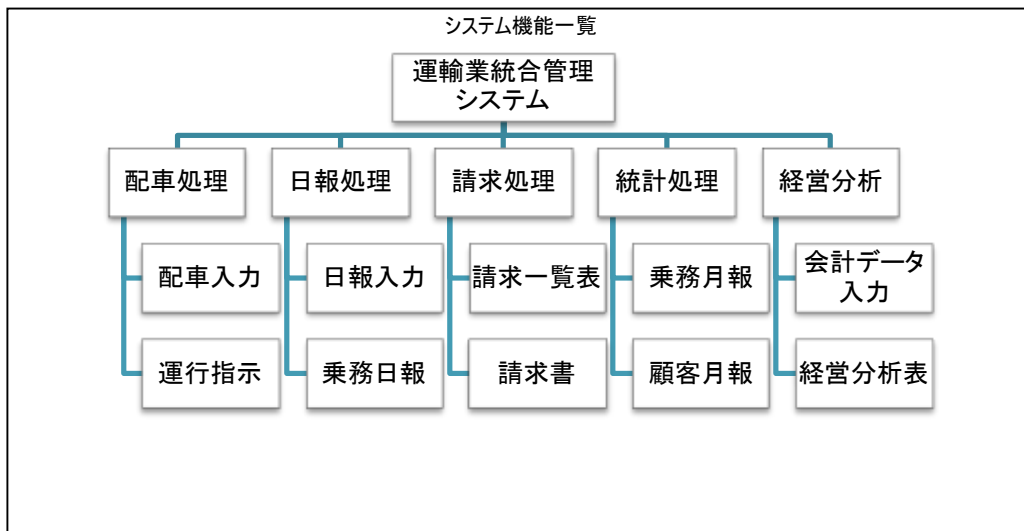 システム機能一覧
運輸業統合管理
システム
配車処理
日報処理
請求処理
統計処理
経営分析
配車入力
日報入力
請求一覧表
乗務月報
会計データ
入力
運行指示
乗務日報
請求書
顧客月報
経営分析表